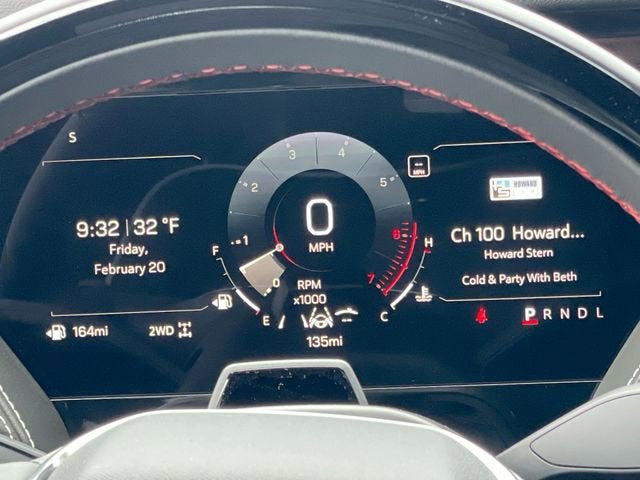 S
3
4
2
5
1
6
0
7
0
MPH
RPM
x1000
F
E
H
C
MPH
9:32 | 32 °F
Friday,
February 20
164mi
2WD
135mi
HOWARD
Ch 100 Howard...
Howard Stern
Cold & Party With Beth
P R N D L